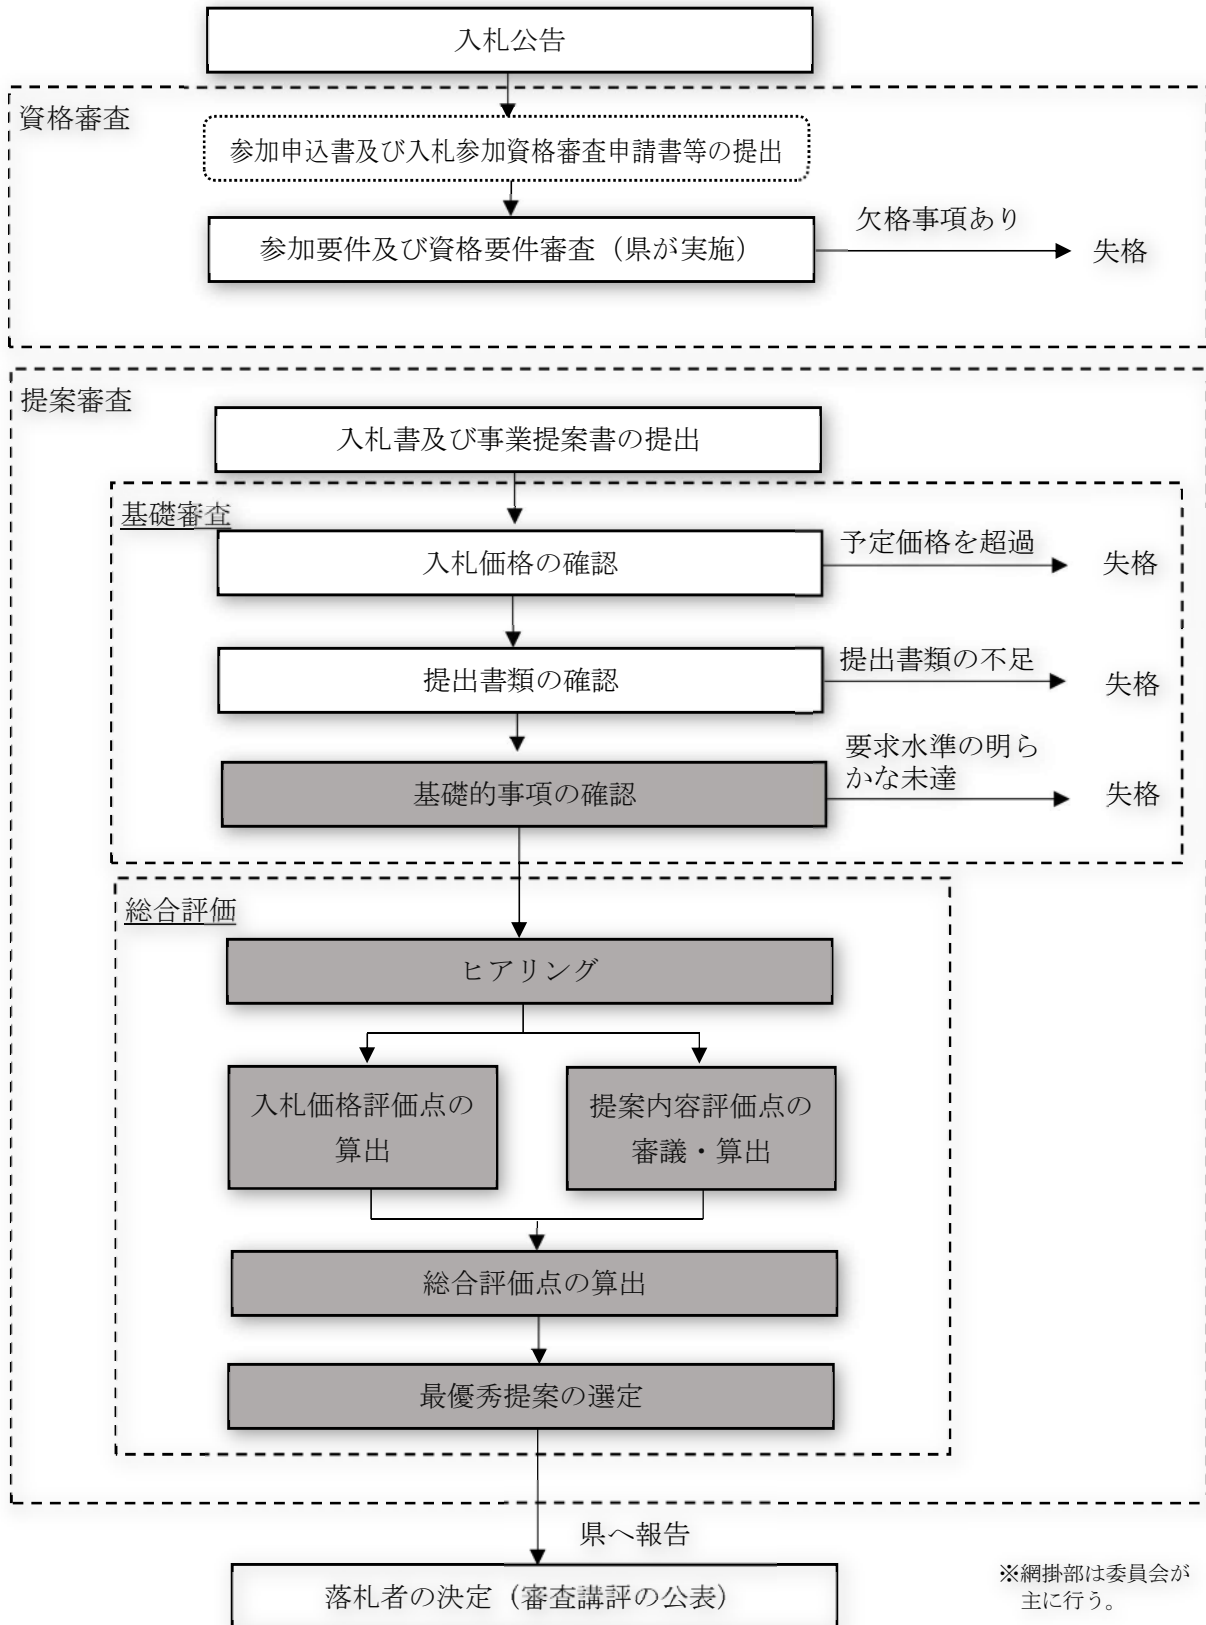 入札公告
資格審査
参加申込書及び入札参加資格審査申請書等の提出
参加要件及び資格要件審査（県が実施）
欠格事項あり
失格
提案審査
入札書及び事業提案書の提出
基礎審査
入札価格の確認
予定価格を超過
失格
提出書類の確認
提出書類の不足
失格
基礎的事項の確認
要求水準の明ら
かな未達
失格
総合評価
ヒアリング
入札価格評価点の
算出
提案内容評価点の
審議・算出
総合評価点の算出
最優秀提案の選定
県へ報告
落札者の決定（審査講評の公表）
※網掛部は委員会が
主に行う。